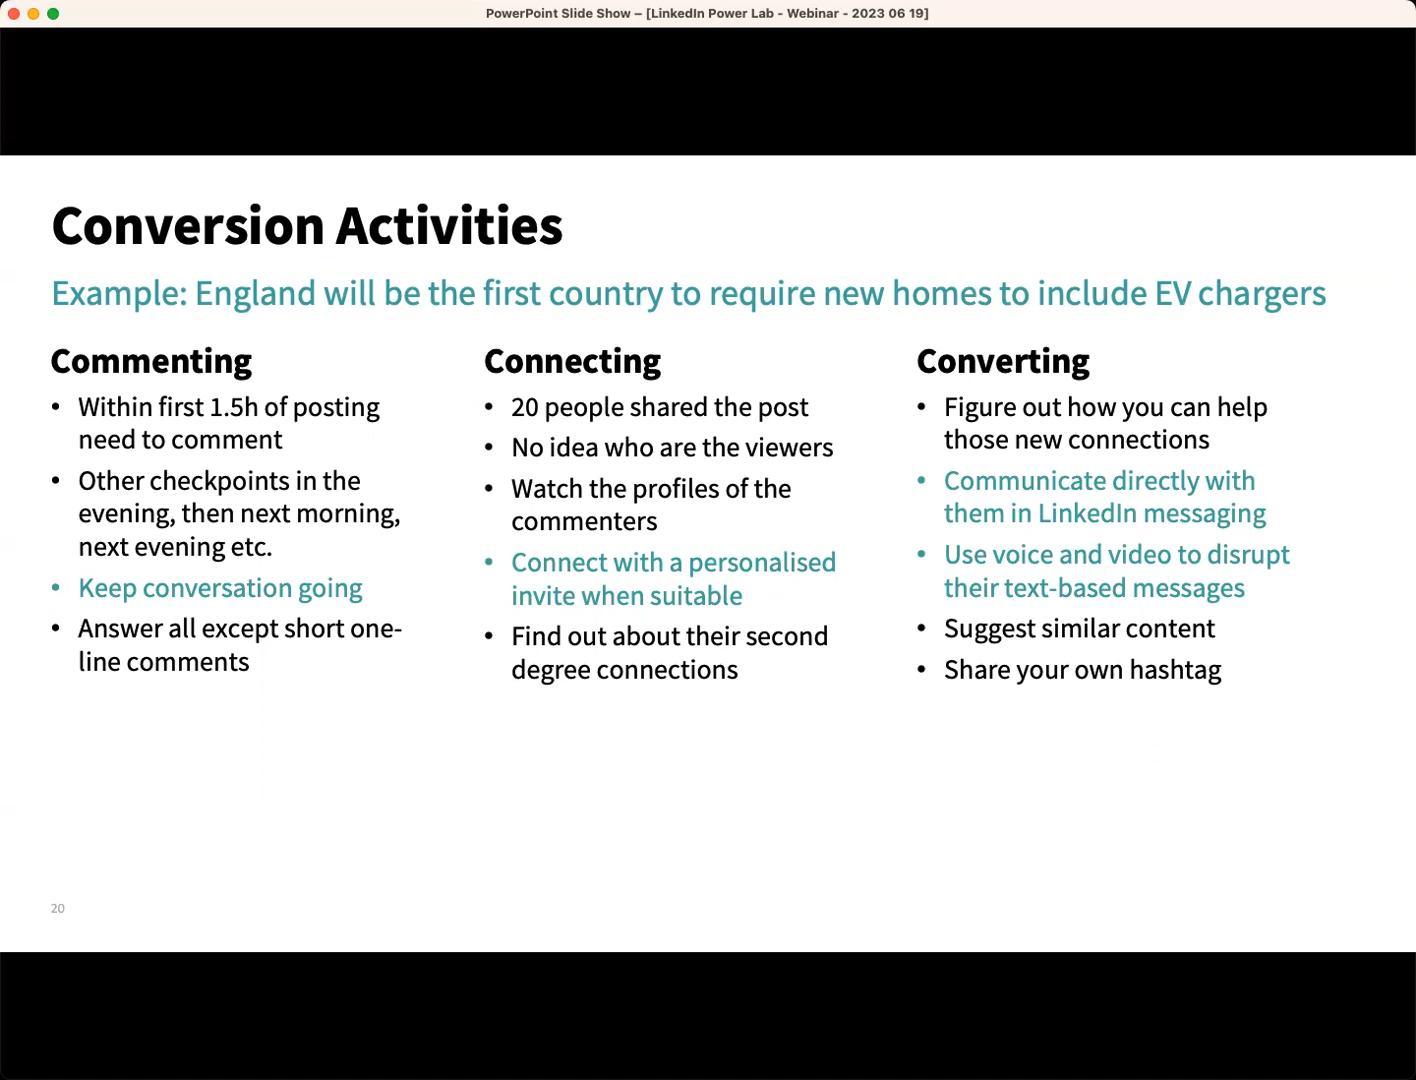 PowerPoint Slide Show – [LinkedIn Power Lab - Webinar - 2023 06 19]
Conversion Activities
Example: England will be the first country to require new homes to include EV chargers
Commenting
• Within first 1.5h of posting
need to comment
• Other checkpoints in the
evening, then next morning,
next evening etc.
• Keep conversation going
• Answer all except short one-
line comments
Connecting
• 20 people shared the post
• No idea who are the viewers
• Watch the profiles of the
commenters
• Connect with a personalised
invite when suitable
• Find out about their second
degree connections
Converting
• Figure out how you can help
those new connections
• Communicate directly with
them in LinkedIn messaging
• Use voice and video to disrupt
their text-based messages
• Suggest similar content
• Share your own hashtag
20